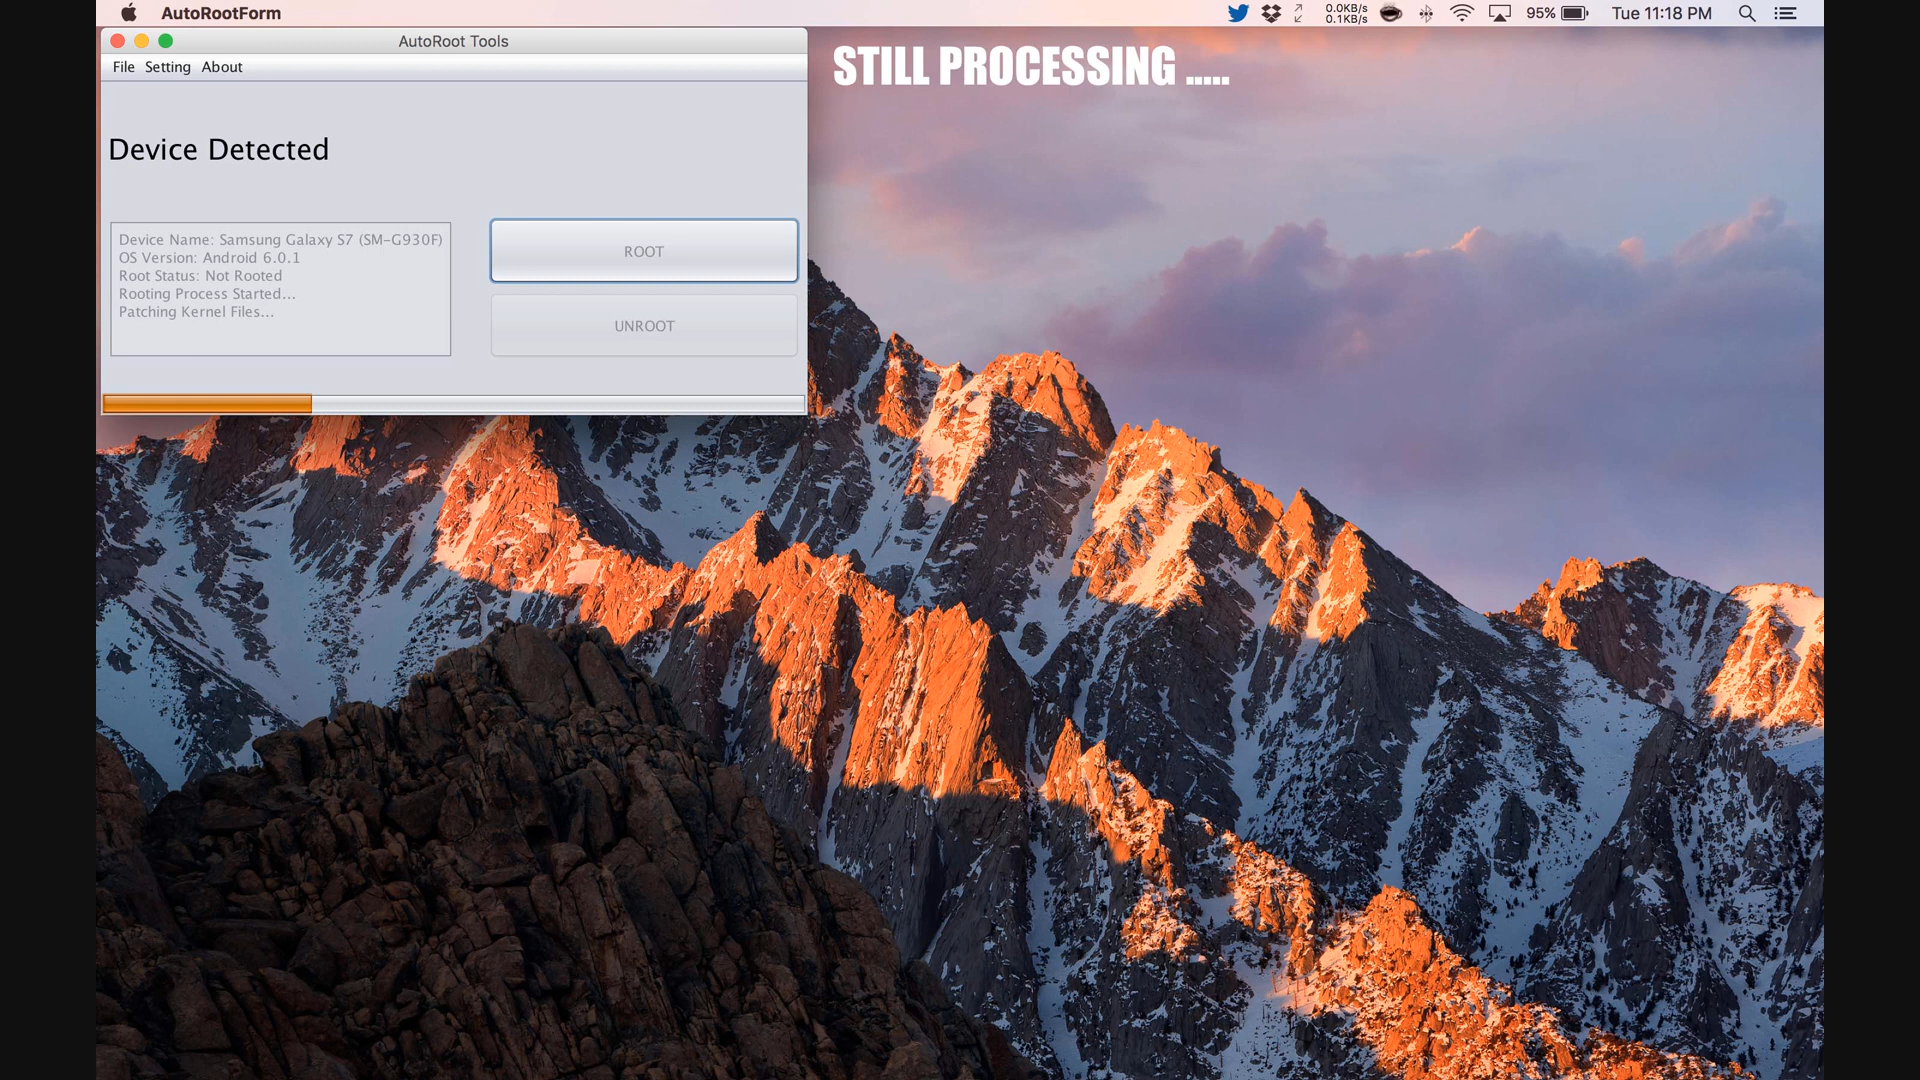 AutoRootForm
0.0KB/s
0.1KB/s
95%
Tue 11:18 PM
AutoRoot Tools
File Setting About
STILL PROCESSING .....
Device Detected
Device Name: Samsung Galaxy S7 (SM-G930F)
OS Version: Android 6.0.1
Root Status: Not Rooted
Rooting Process Started...
Patching Kernel Files...
ROOT
UNROOT